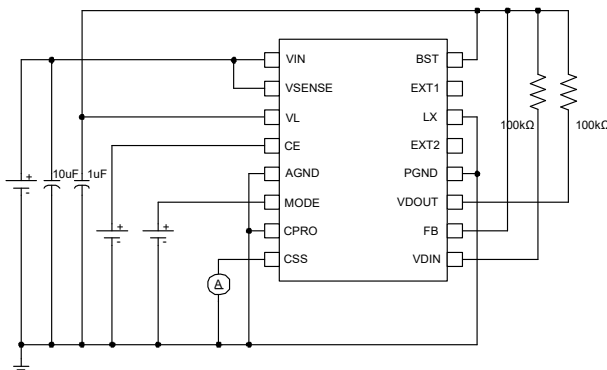 VIN
BST
VSENSE
EXT1
VL
LX
100kΩ
100kΩ
CE
EXT2
10uF
1uF
AGND
PGND
+
-
MODE
VDOUT
+
-
+
-
CPRO
FB
CSS
VDIN
A